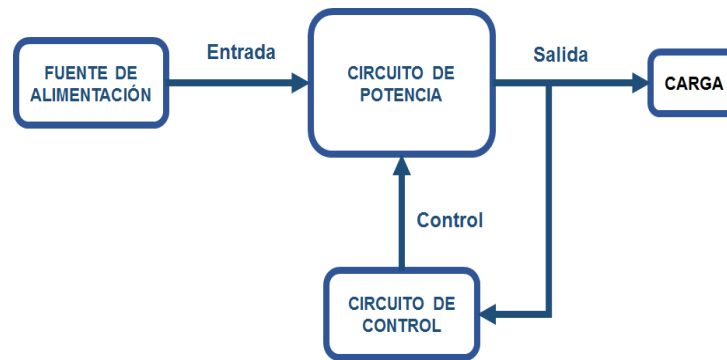 FUENTE DE
ALIMENTACIÓN
Entrada
CIRCUITO DE
POTENCIA
Salida
CARGA
Control
CIRCUITO DE
CONTROL